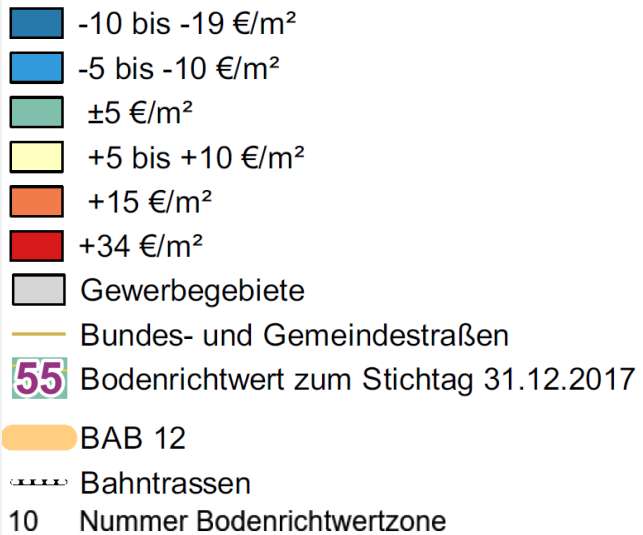 -10 bis -19 €/m²
-5 bis -10 €/m²
±5 €/m²
+5 bis +10 €/m²
+15 €/m²
+34 €/m²
Gewerbegebiete
Bundes- und Gemeindestraßen
55 Bodenrichtwert zum Stichtag 31.12.2017
BAB 12
Bahntrassen
10 Nummer Bodenrichtwertzone